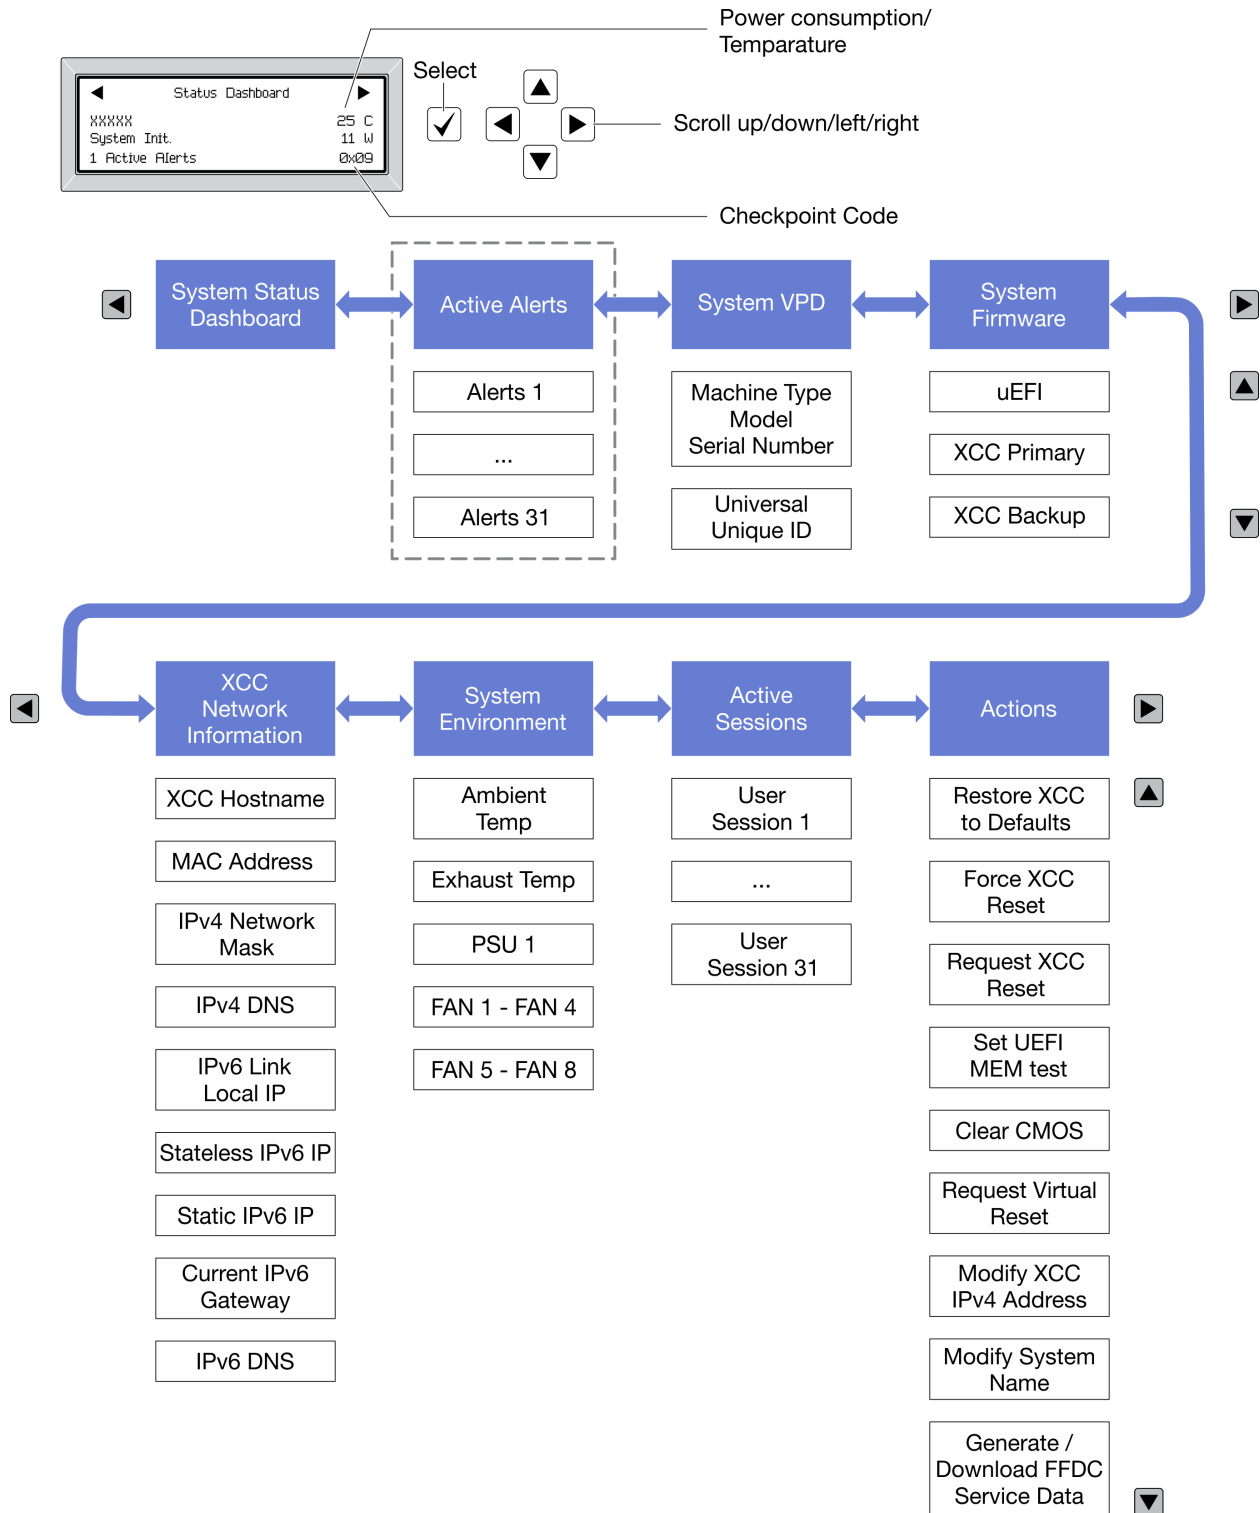 Power consumption/
Temparature
Select
Status Dashboard
XXXXX 25 C
System Init. 11 W
1 Active Alerts 0x09
Scroll up/down/left/right
Checkpoint Code
System Status
Dashboard
Active Alerts
System VPD
System
Firmware
Alerts 1
...
Alerts 31
Machine Type
Model
Serial Number
Universal
Unique ID
uEFI
XCC Primary
XCC Backup
XCC
Network
Information
System
Environment
Active
Sessions
Actions
XCC Hostname
MAC Address
IPv4 Network
Mask
IPv4 DNS
IPv6 Link
Local IP
Stateless IPv6 IP
Static IPv6 IP
Current IPv6
Gateway
IPv6 DNS
Ambient
Temp
Exhaust Temp
PSU 1
FAN 1 - FAN 4
FAN 5 - FAN 8
User
Session 1
...
User
Session 31
Restore XCC
to Defaults
Force XCC
Reset
Request XCC
Reset
Set UEFI
MEM test
Clear CMOS
Request Virtual
Reset
Modify XCC
IPv4 Address
Modify System
Name
Generate /
Download FFDC
Service Data